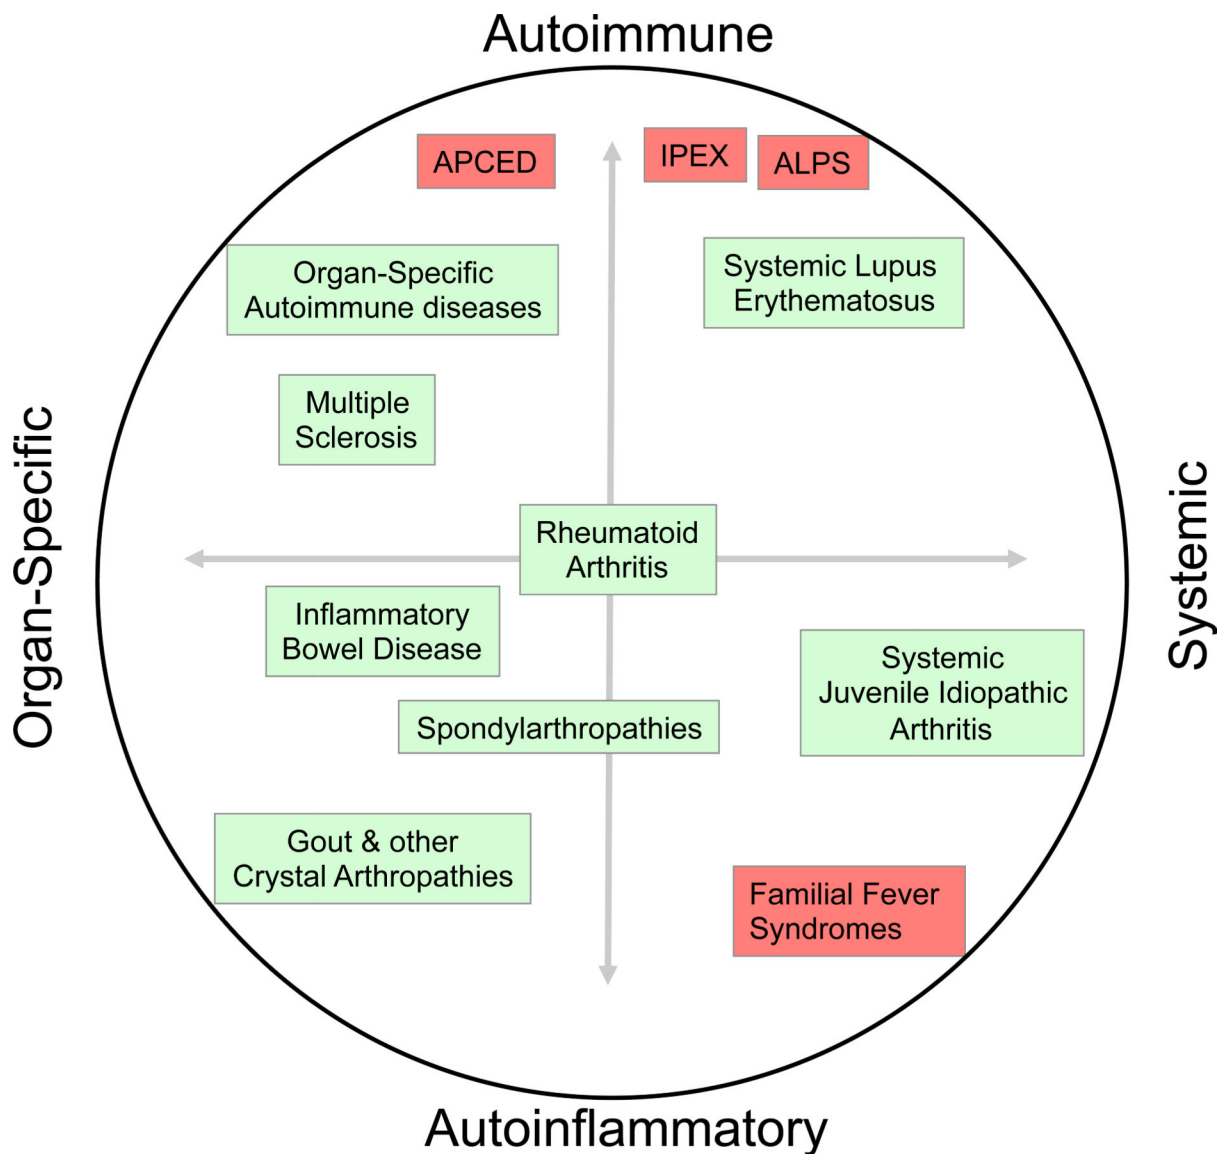 Autoimmune
APCED
IPEX
ALPS
Organ-Specific
Autoimmune diseases
Systemic Lupus
Erythematosus
Multiple
Sclerosis
Organ-Specific
Systemic
Rheumatoid
Arthritis
Inflammatory
Bowel Disease
Systemic
Juvenile Idiopathic
Arthritis
Spondylarthropathies
Gout & other
Crystal Arthropathies
Familial Fever
Syndromes
Autoinflammatory